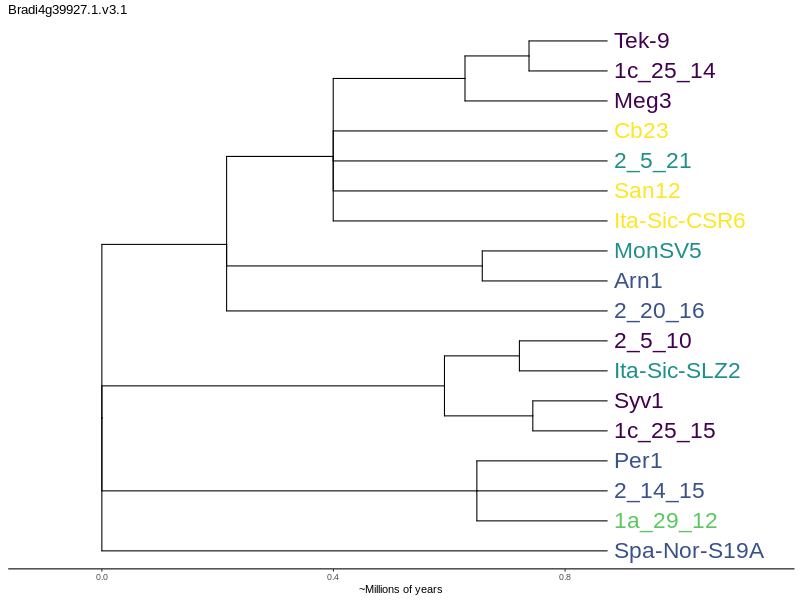 Bradi4g39927.1.v3.1
Tek-9
1c_25_14
Meg3
Cb23
2_5_21
San12
Ita-Sic-CSR6
MonSV5
Arn1
2_20_16
2_5_10
Ita-Sic-SLZ2
Syv1
1c_25_15
Per1
2_14_15
1a_29_12
Spa-Nor-S19A
0.0 0.4 0.8
~Millions of years